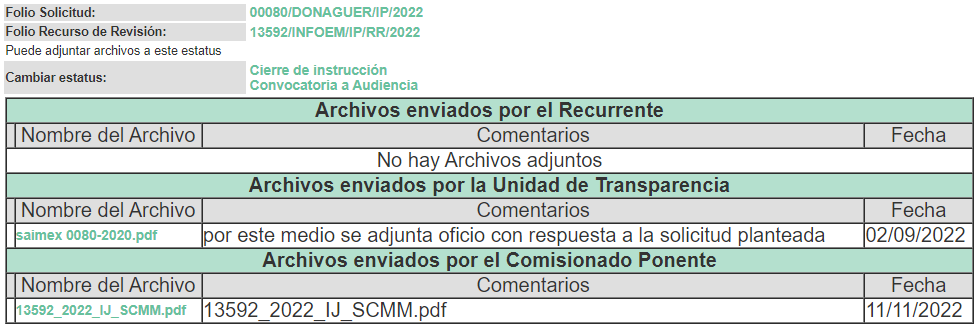 Folio Solicitud: 00080/DONAGUER/IP/2022
Folio Recurso de Revisión: 13592/INFOEM/IP/RR/2022
Puede adjuntar archivos a este estatus
Cambiar estatus: Cierre de instrucción
Convocatoria a Audiencia
Archivos enviados por el Recurrente
Nombre del Archivo Comentarios Fecha
No hay Archivos adjuntos
Archivos enviados por la Unidad de Transparencia
Nombre del Archivo Comentarios Fecha
saimex 0080-2020.pdf por este medio se adjunta oficio con respuesta a la solicitud planteada 02/09/2022
Archivos enviados por el Comisionado Ponente
Nombre del Archivo Comentarios Fecha
13592_2022_IJ_SCMM.pdf 13592_2022_IJ_SCMM.pdf 11/11/2022